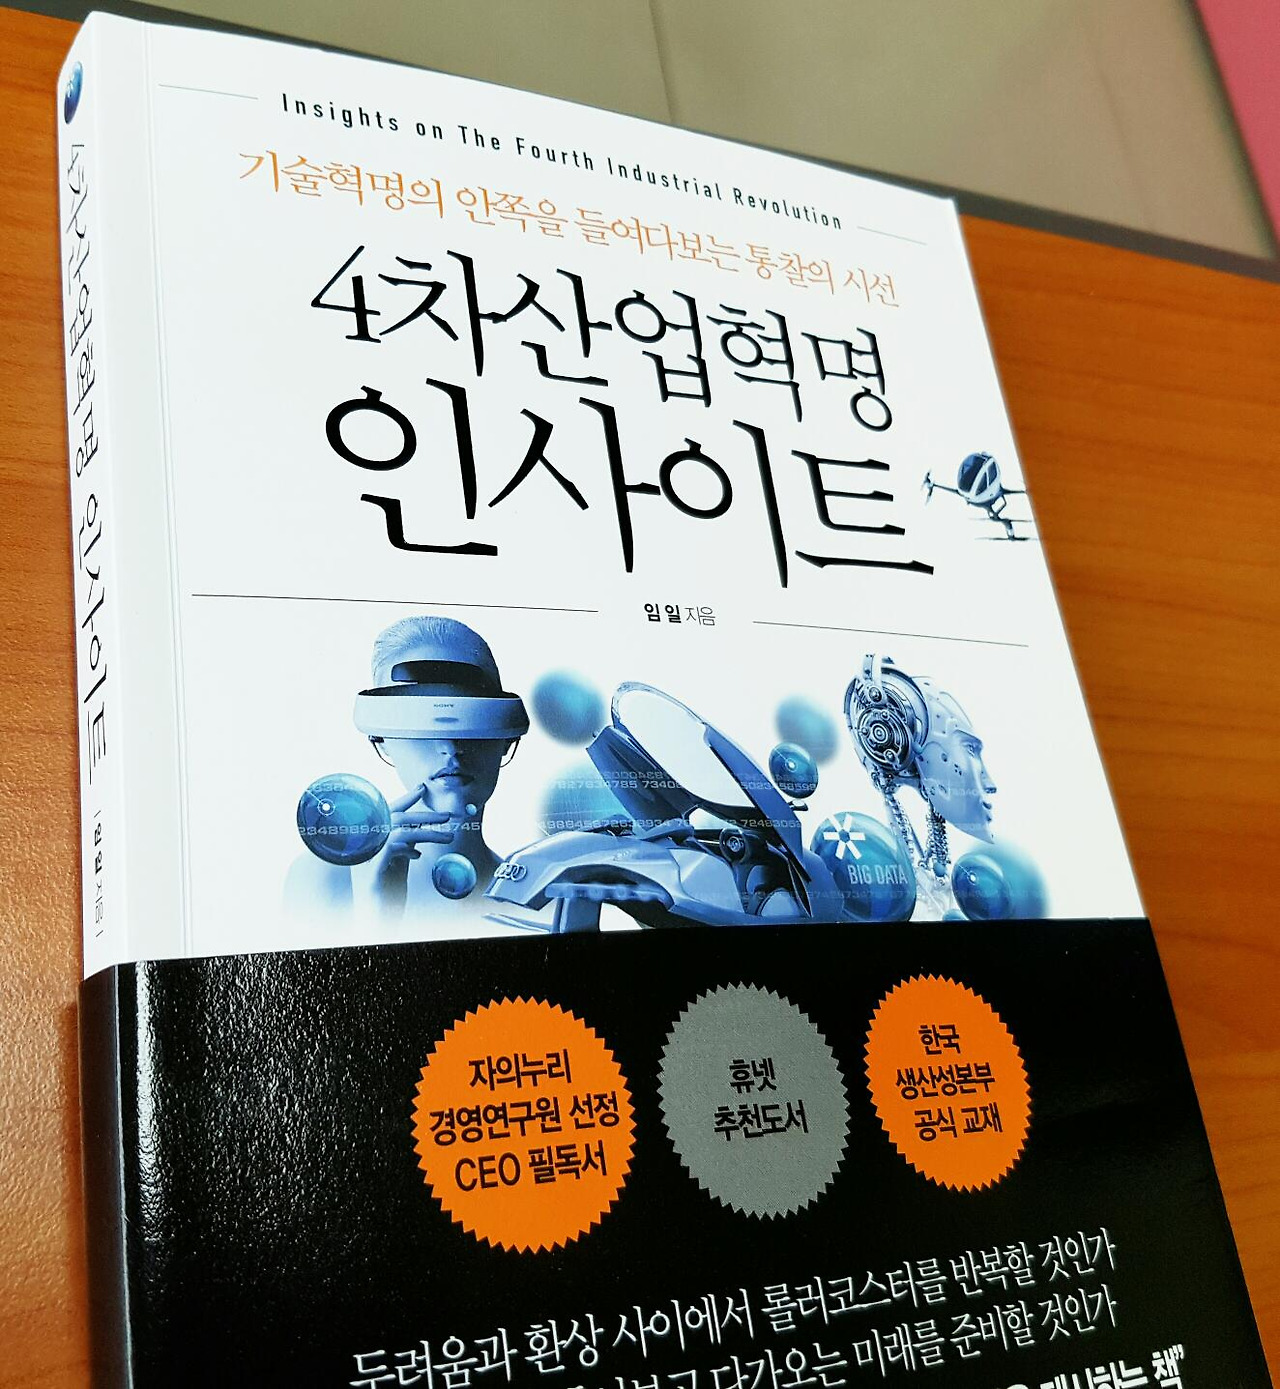 4차산업혁명 인사이트 | 임 일 지음 |
Insights on The Fourth Industrial Revolution
기술혁명의 안쪽을 들여다보는 통찰의 시선
4차산업혁명
인사이트
임 일 지음
SONY
BIG DATA
자의누리
경영연구원 선정
CEO 필독서
휴넷
추천도서
한국
생산성본부
공식 교재
두려움과 환상 사이에서 롤러코스터를 반복할 것인가
다가오는 미래를 준비할 것인가
제시하는 책”